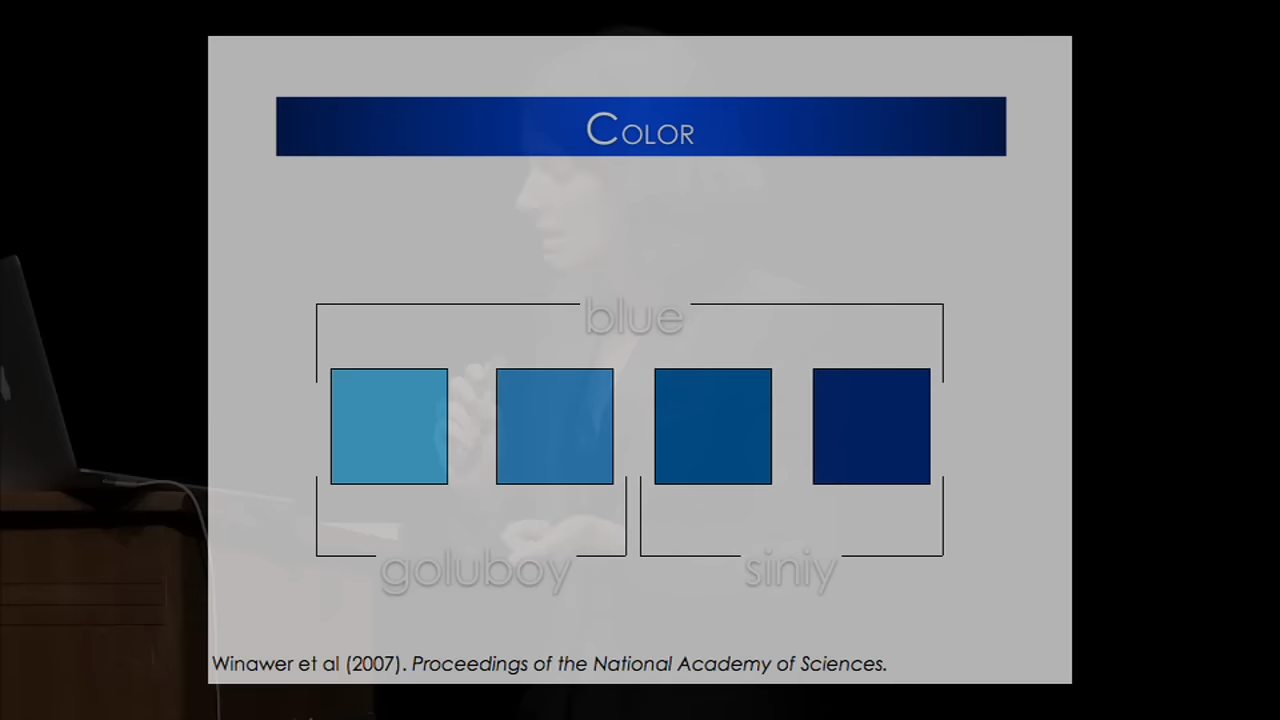 Color
blue
goluboy
siniy
Winawer et al (2007). Proceedings of the National Academy of Sciences.